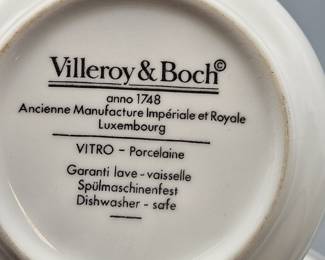 Villeroy & Boch©
anno 1748
Ancienne Manufacture Impériale et Royale
Luxembourg
VITRO - Porcelaine
Garanti lave - vaisselle
Spülmaschinenfest
Dishwasher - safe